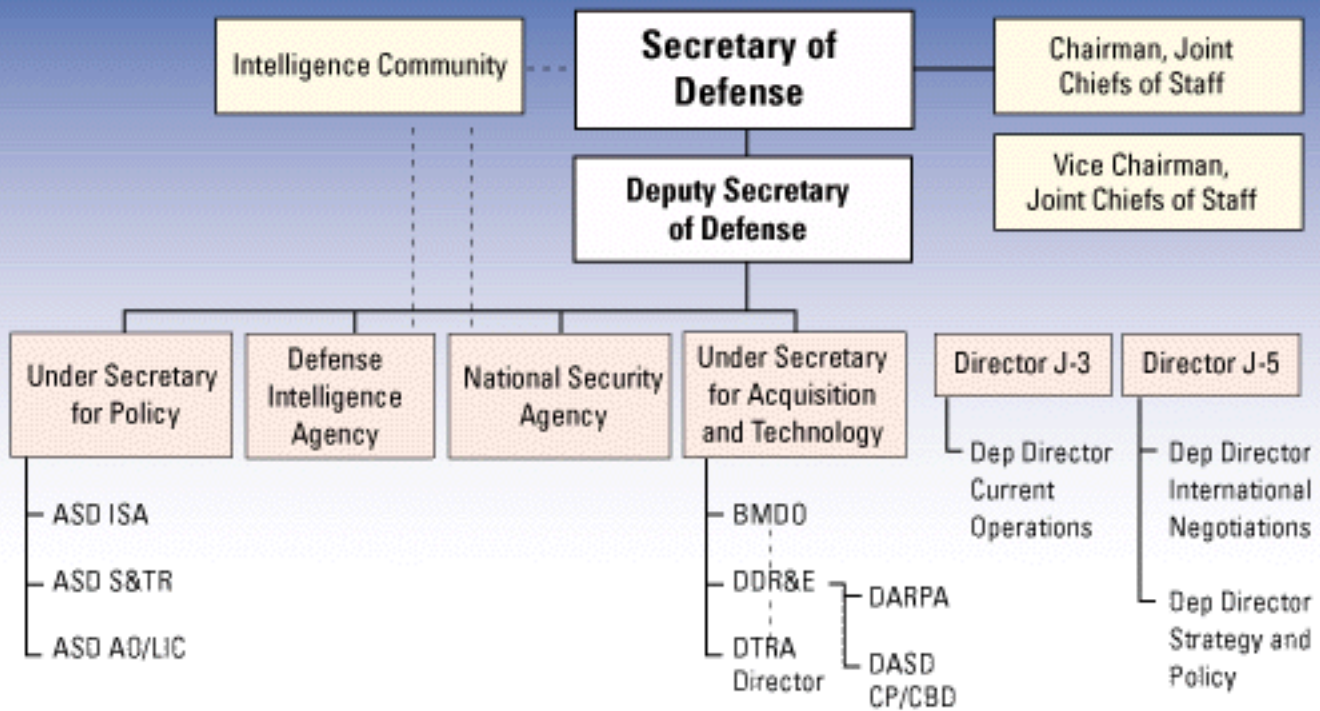 Intelligence Community
Secretary of
Defense
Chairman, Joint
Chiefs of Staff
Deputy Secretary
of Defense
Vice Chairman,
Joint Chiefs of Staff
Under Secretary
for Policy
Defense
Intelligence
Agency
National Security
Agency
Under Secretary
for Acquisition
and Technology
Director J-3
Director J-5
ASD ISA
ASD S&TR
ASD AO/LIC
BMDO
DDR&E
DARPA
DTRA
Director
DASD
CP/CBD
Dep Director
Current
Operations
Dep Director
International
Negotiations
Dep Director
Strategy and
Policy